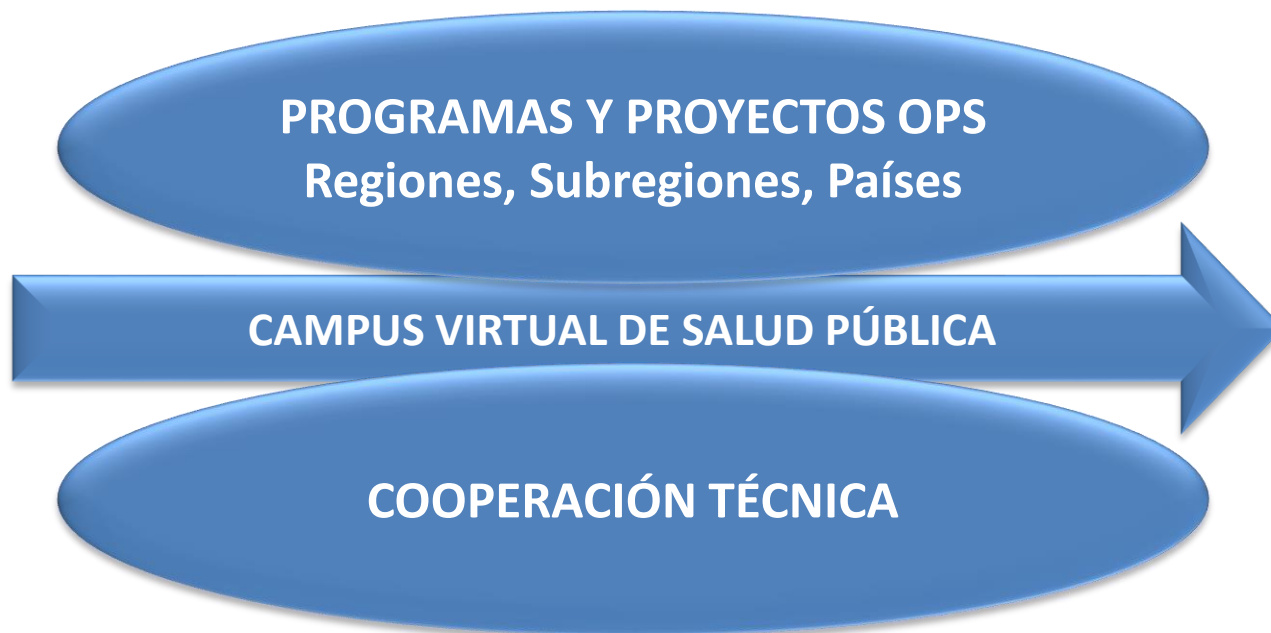 PROGRAMAS Y PROYECTOS OPS
Regiones, Subregiones, Países
CAMPUS VIRTUAL DE SALUD PÚBLICA
COOPERACIÓN TÉCNICA